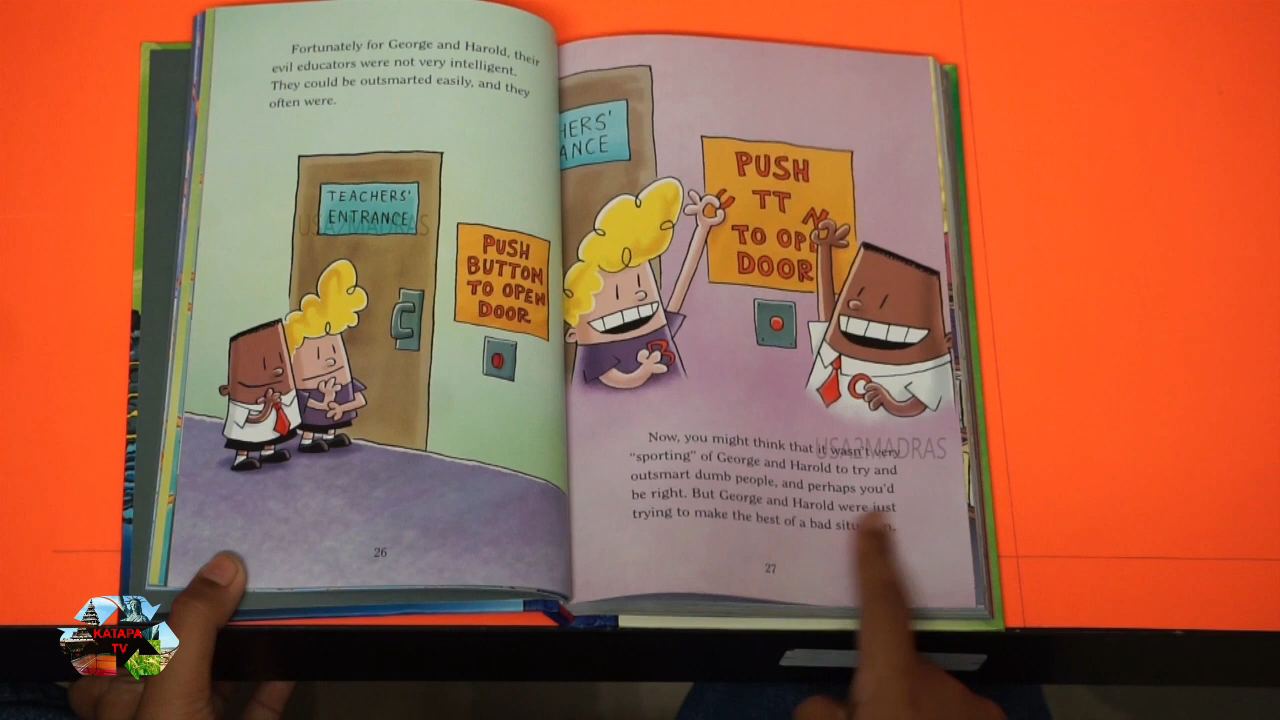 Fortunately for George and Harold, their
evil educators were not very intelligent.
They could be outsmarted easily, and they
often were.
TEACHERS'
ENTRANCE
USA2MADRAS
PUSH
BUTTON
TO OPEN
DOOR
26
HERS'
ANCE
PUSH
TT
N
TO OPE
DOOR
Now, you might think that it wasn't very
"sporting" of George and Harold to try and
outsmart dumb people, and perhaps you'd
be right. But George and Harold were just
trying to make the best of a bad
USA2MADRAS
27
KATAPA
TV